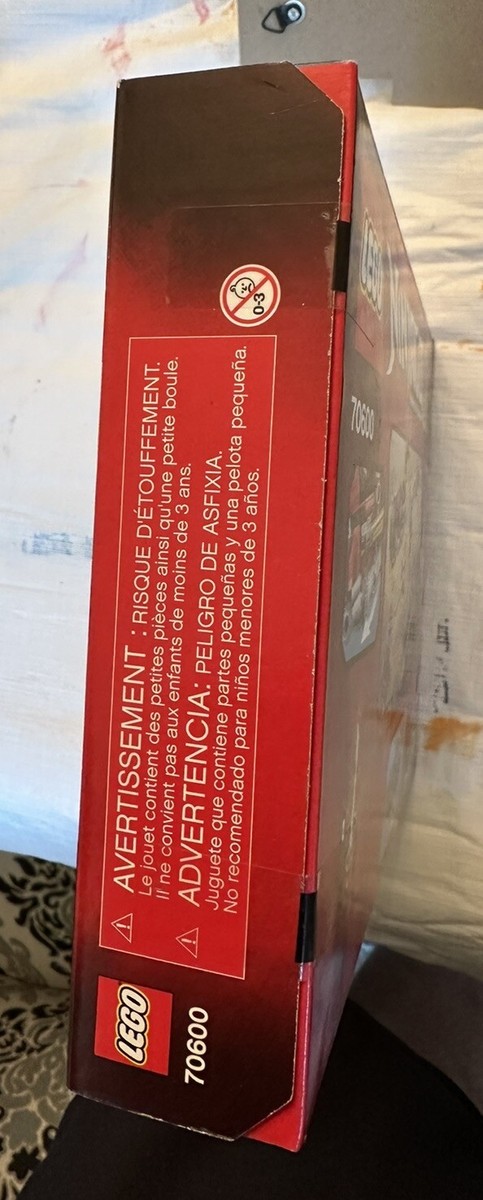 AVERTISSEMENT : RISQUE D'ÉTOUFFEMENT.
Le jouet contient des petites pièces ainsi qu'une petite boule.
Il ne convient pas aux enfants de moins de 3 ans.
ADVERTENCIA: PELIGRO DE ASFIXIA.
Juguete que contiene partes pequeñas y una pelota pequeña.
No recomendado para niños menores de 3 años.
0-3
LEGO
70600
LEGO
70600